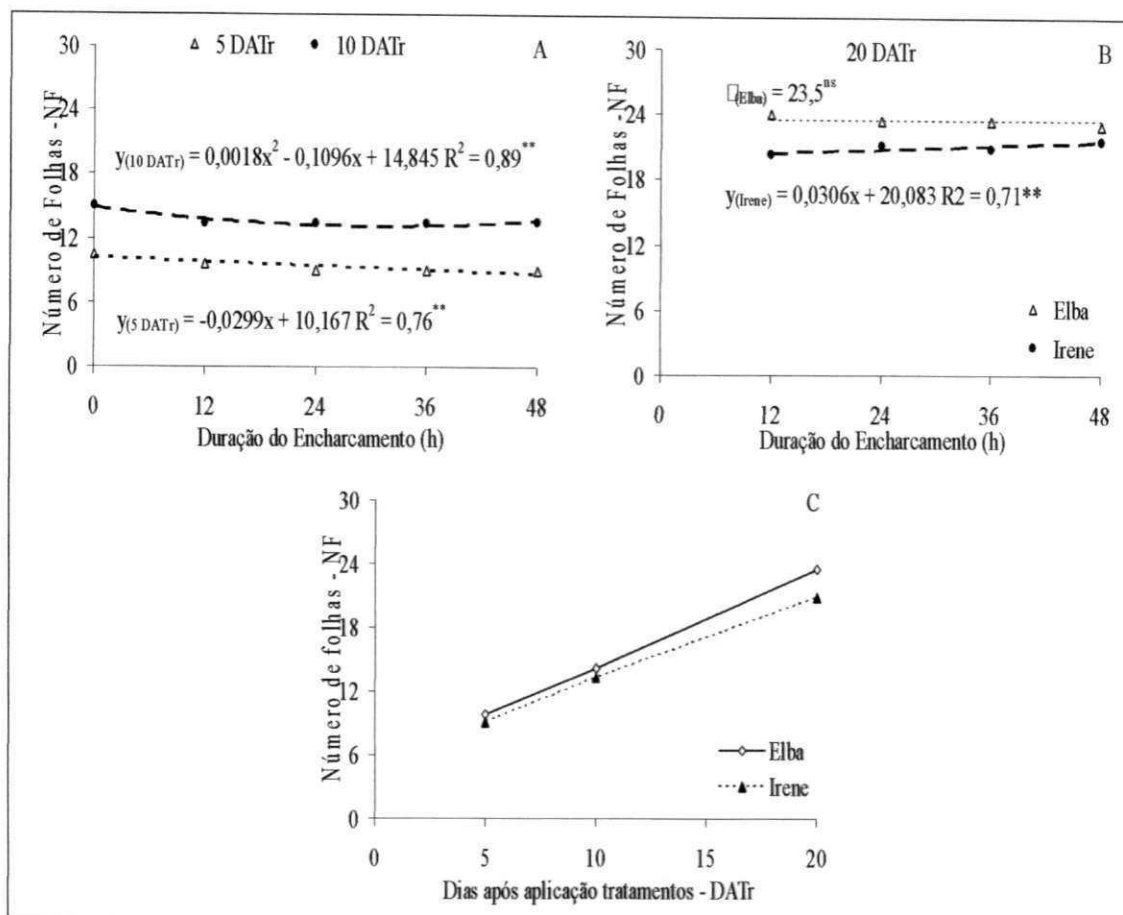 30
△ 5 DATr ● 10 DATr
A
24
18
12
6
0
y(10 DATr) = 0,0018x² - 0,1096x + 14,845 R² = 0,89**
y(5 DATr) = -0,0299x + 10,167 R² = 0,76**
Número de Folhas -NF
0 12 24 36 48
Duração do Encharcamento (h)
30
20 DATr
B
24
18
12
6
0
(Elba) = 23,5ns
y(Irene) = 0,0306x + 20,083 R2 = 0,71**
△ Elba
● Irene
Número de Folhas -NF
0 12 24 36 48
Duração do Encharcamento (h)
30
C
24
18
12
6
0
Elba
Irene
Número de folhas - NF
0 5 10 15 20
Dias após aplicação tratamentos - DATr